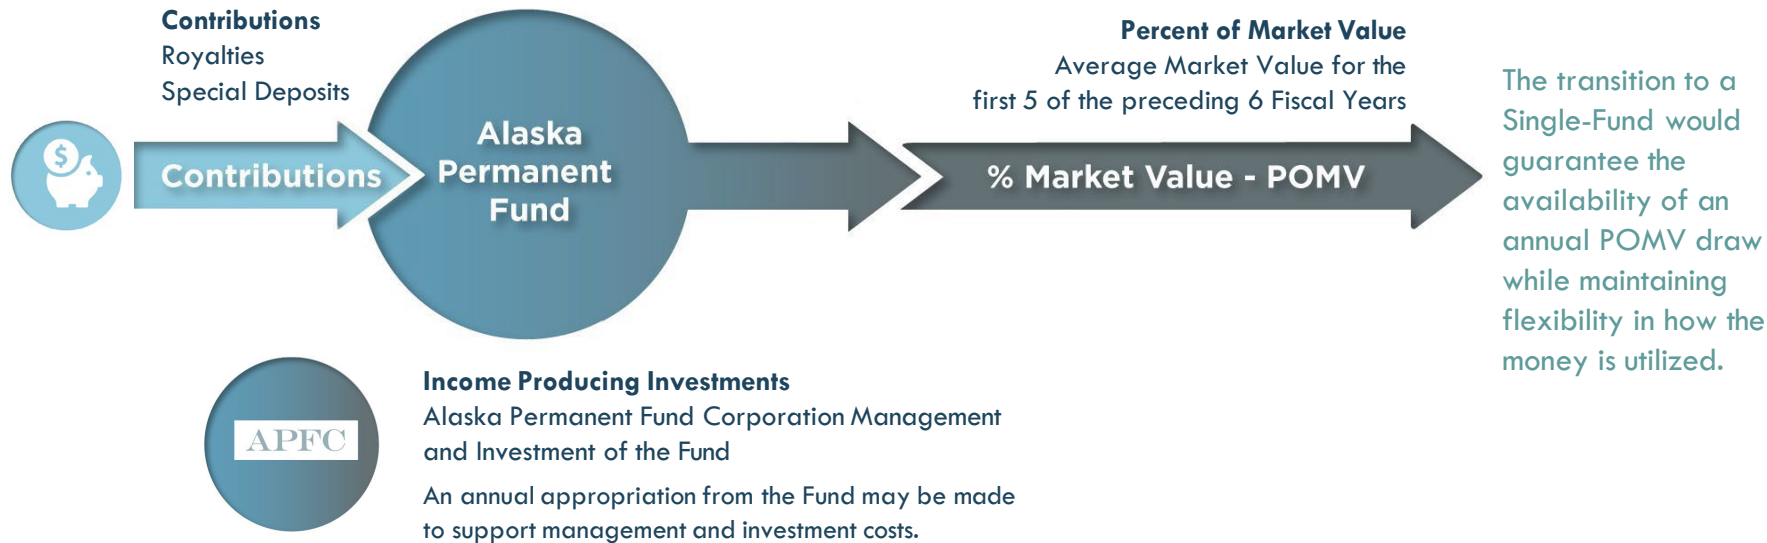 Contributions
Royalties
Special Deposits
$
Contributions
Alaska
Permanent
Fund
Percent of Market Value
Average Market Value for the
first 5 of the preceding 6 Fiscal Years
% Market Value - POMV
The transition to a
Single-Fund would
guarantee the
availability of an
annual POMV draw
while maintaining
flexibility in how the
money is utilized.
APFC
Income Producing Investments
Alaska Permanent Fund Corporation Management
and Investment of the Fund
An annual appropriation from the Fund may be made
to support management and investment costs.